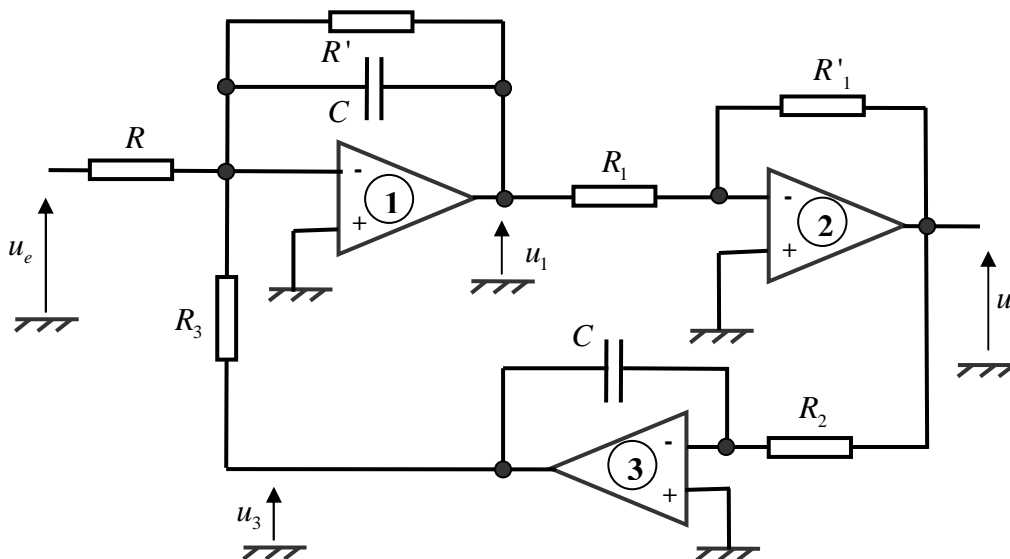 R'
C
R'₁
R
-
1
+
R₁
-
2
+
uₑ
u₁
u
R₃
C
R₂
-
3
+
u₃